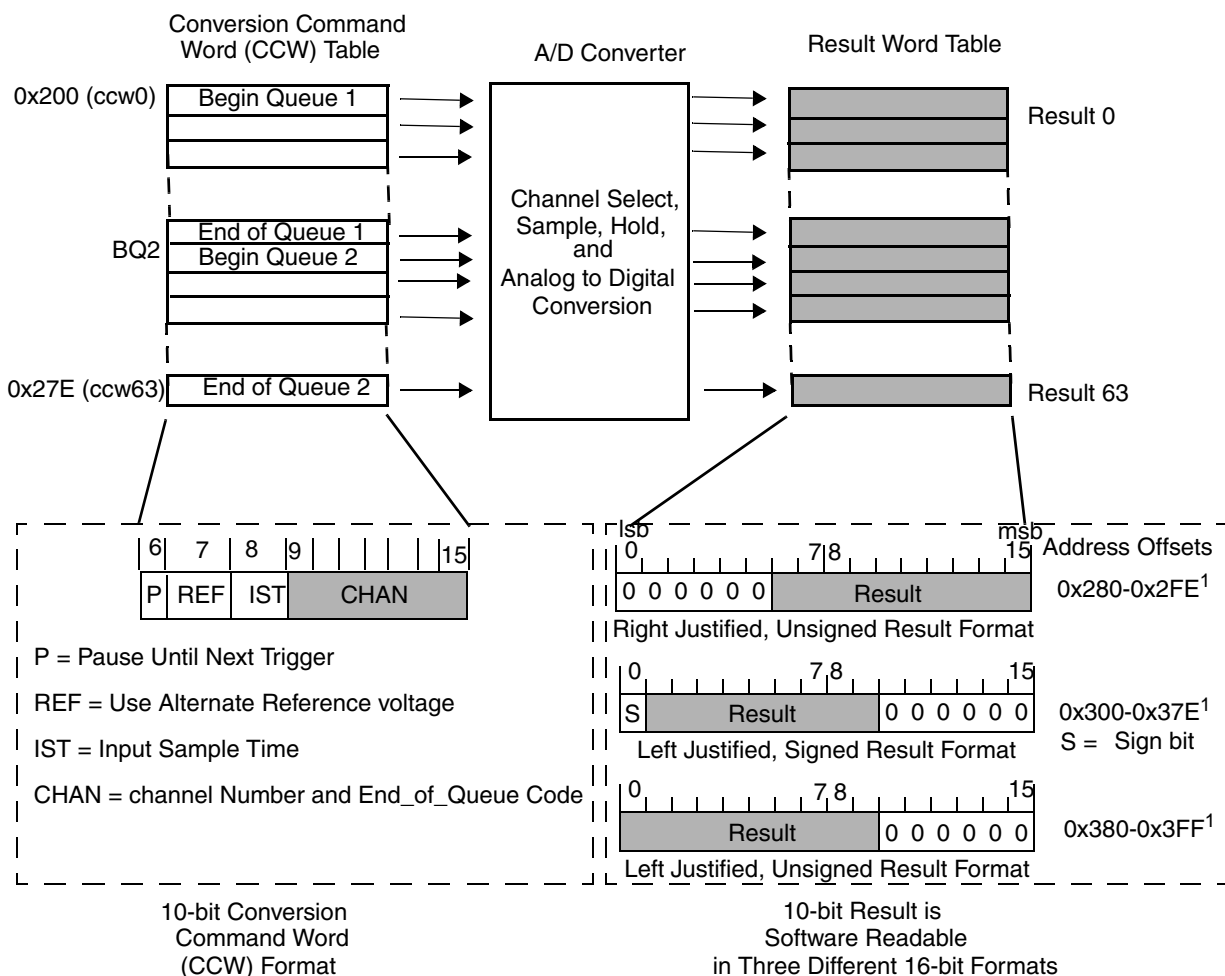 Conversion Command
Word (CCW) Table
A/D Converter
Result Word Table
0x200 (ccw0)
Begin Queue 1
Result 0
Channel Select,
Sample, Hold,
and
Analog to Digital
Conversion
BQ2
End of Queue 1
Begin Queue 2
0x27E (ccw63)
End of Queue 2
Result 63
6 7 8 9 15
P REF IST CHAN
P = Pause Until Next Trigger
REF = Use Alternate Reference voltage
IST = Input Sample Time
CHAN = channel Number and End_of_Queue Code
10-bit Conversion
Command Word
(CCW) Format
lsb msb
0 7 8 15 Address Offsets
0 0 0 0 0 0 Result 0x280-0x2FE¹
Right Justified, Unsigned Result Format
0 7 8 15
S Result 0 0 0 0 0 0 0x300-0x37E¹
Left Justified, Signed Result Format S = Sign bit
0 7 8 15
Result 0 0 0 0 0 0 0x380-0x3FF¹
Left Justified, Unsigned Result Format
10-bit Result is
Software Readable
in Three Different 16-bit Formats